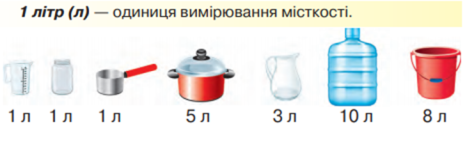 1 літр (л) — одиниця вимірювання місткості.
1 л 1 л 1 л 5 л 3 л 10 л 8 л